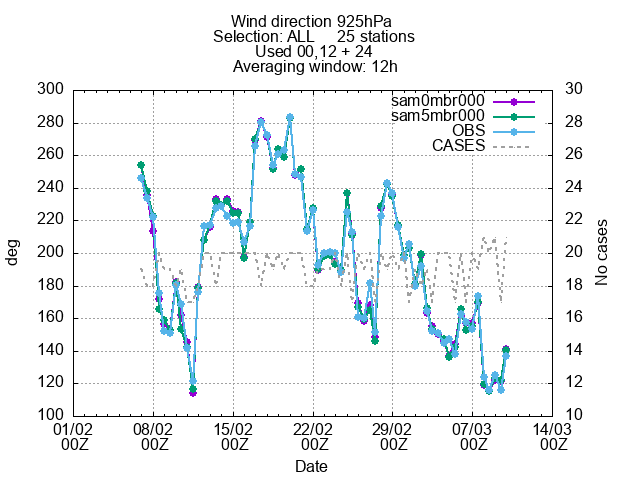 Wind direction 925hPa
Selection: ALL 25 stations
Used 00,12 + 24
Averaging window: 12h
300 30
280 28
260 26
240 24
220 22
200 20
180 18
160 16
140 14
120 12
100 10
sam0mbr000
sam5mbr000
OBS
CASES
deg
No cases
01/02 08/02 15/02 22/02 29/02 07/03 14/03
00Z 00Z 00Z 00Z 00Z 00Z 00Z
Date